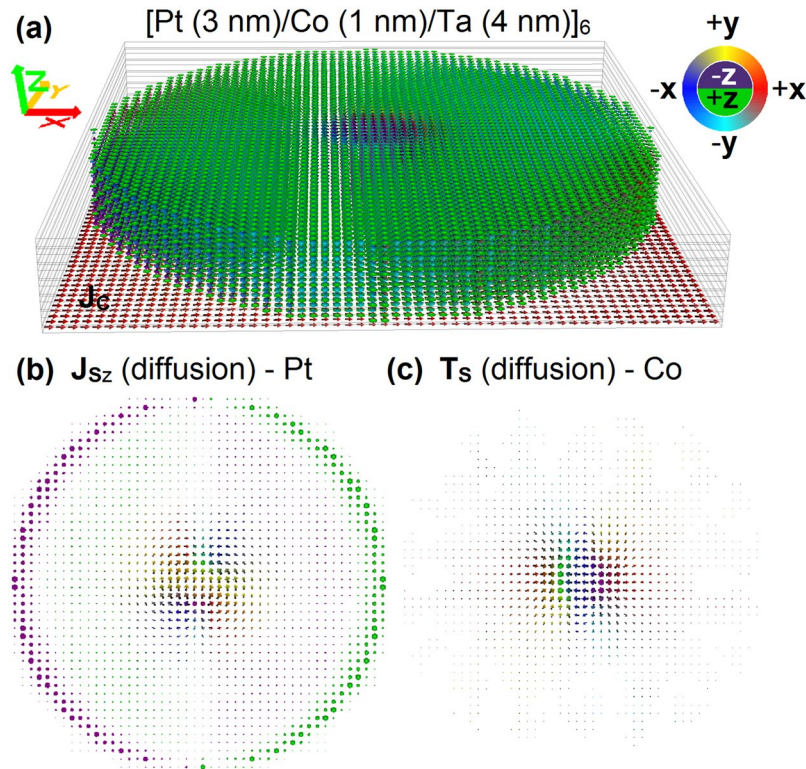 (a) [Pt (3 nm)/Co (1 nm)/Ta (4 nm)]₆
+y
-z
-x +x
+z
-y
Z
Y
X
Jc
(b) Jsz (diffusion) - Pt
(c) Ts (diffusion) - Co